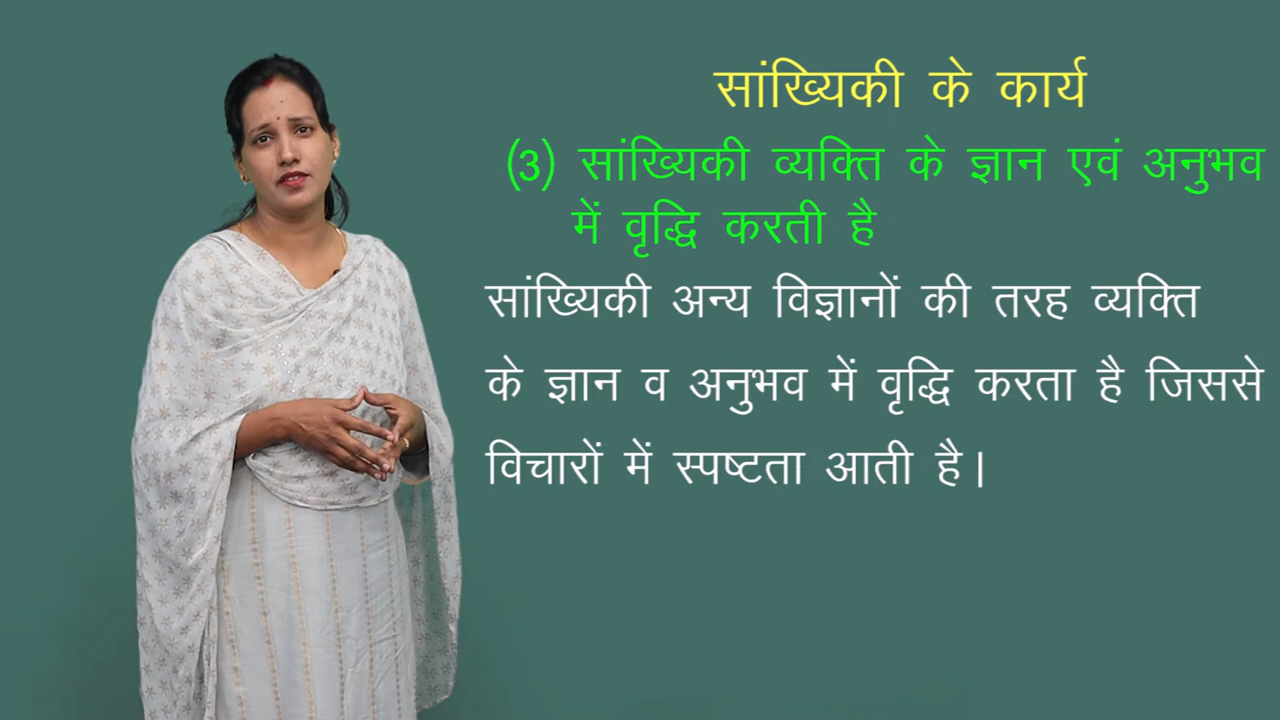 सांख्यिकी के कार्य
(3) सांख्यिकी व्यक्ति के ज्ञान एवं अनुभव
में वृद्धि करती है
सांख्यिकी अन्य विज्ञानों की तरह व्यक्ति
के ज्ञान व अनुभव में वृद्धि करता है जिससे
विचारों में स्पष्टता आती है।